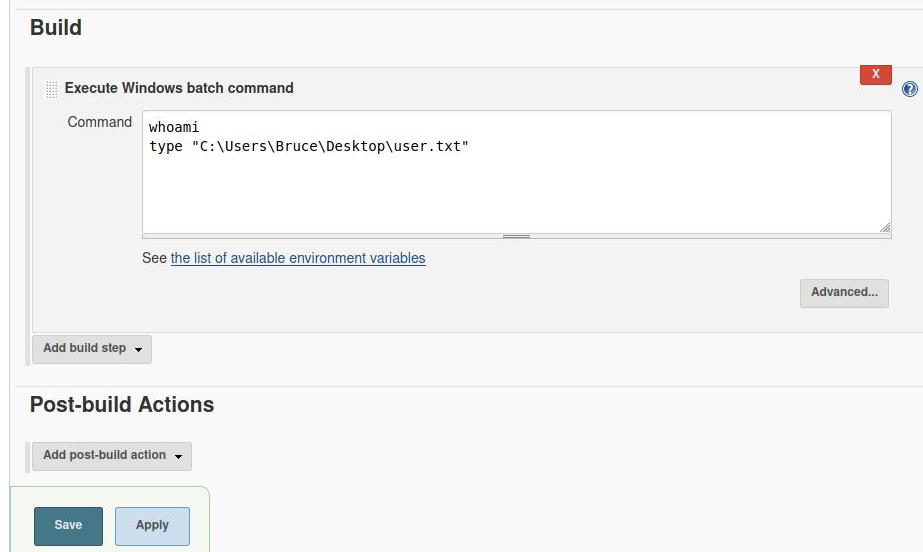 Build
X
Execute Windows batch command
?
Command
whoami
type "C:\Users\Bruce\Desktop\user.txt"
See the list of available environment variables
Advanced...
Add build step
Post-build Actions
Add post-build action
Save
Apply